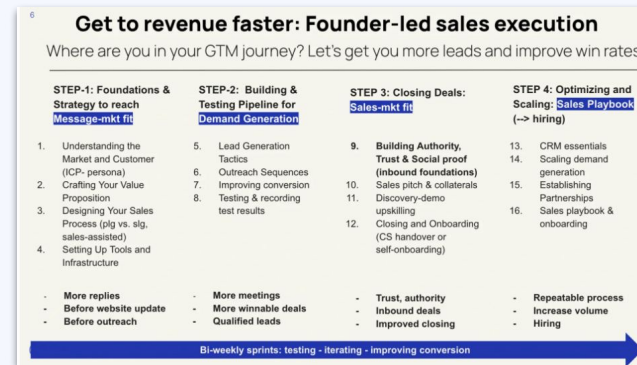 6
Get to revenue faster: Founder-led sales execution
Where are you in your GTM journey? Let's get you more leads and improve win rates
STEP-1: Foundations &
Strategy to reach
Message-mkt fit
1. Understanding the
Market and Customer
(ICP- persona)
2. Crafting Your Value
Proposition
3. Designing Your Sales
Process (plg vs. slg,
sales-assisted)
4. Setting Up Tools and
Infrastructure
- More replies
- Before website update
- Before outreach
STEP-2: Building &
Testing Pipeline for
Demand Generation
5. Lead Generation
Tactics
6. Outreach Sequences
7. Improving conversion
8. Testing & recording
test results
- More meetings
- More winnable deals
- Qualified leads
STEP 3: Closing Deals:
Sales-mkt fit
9. Building Authority,
Trust & Social proof
(inbound foundations)
10. Sales pitch & collaterals
11. Discovery-demo
upskilling
12. Closing and Onboarding
(CS handover or
self-onboarding)
- Trust, authority
- Inbound deals
- Improved closing
STEP 4: Optimizing and
Scaling: Sales Playbook
(--> hiring)
13. CRM essentials
14. Scaling demand
generation
15. Establishing
Partnerships
16. Sales playbook &
onboarding
- Repeatable process
- Increase volume
- Hiring
Bi-weekly sprints: testing - iterating - improving conversion